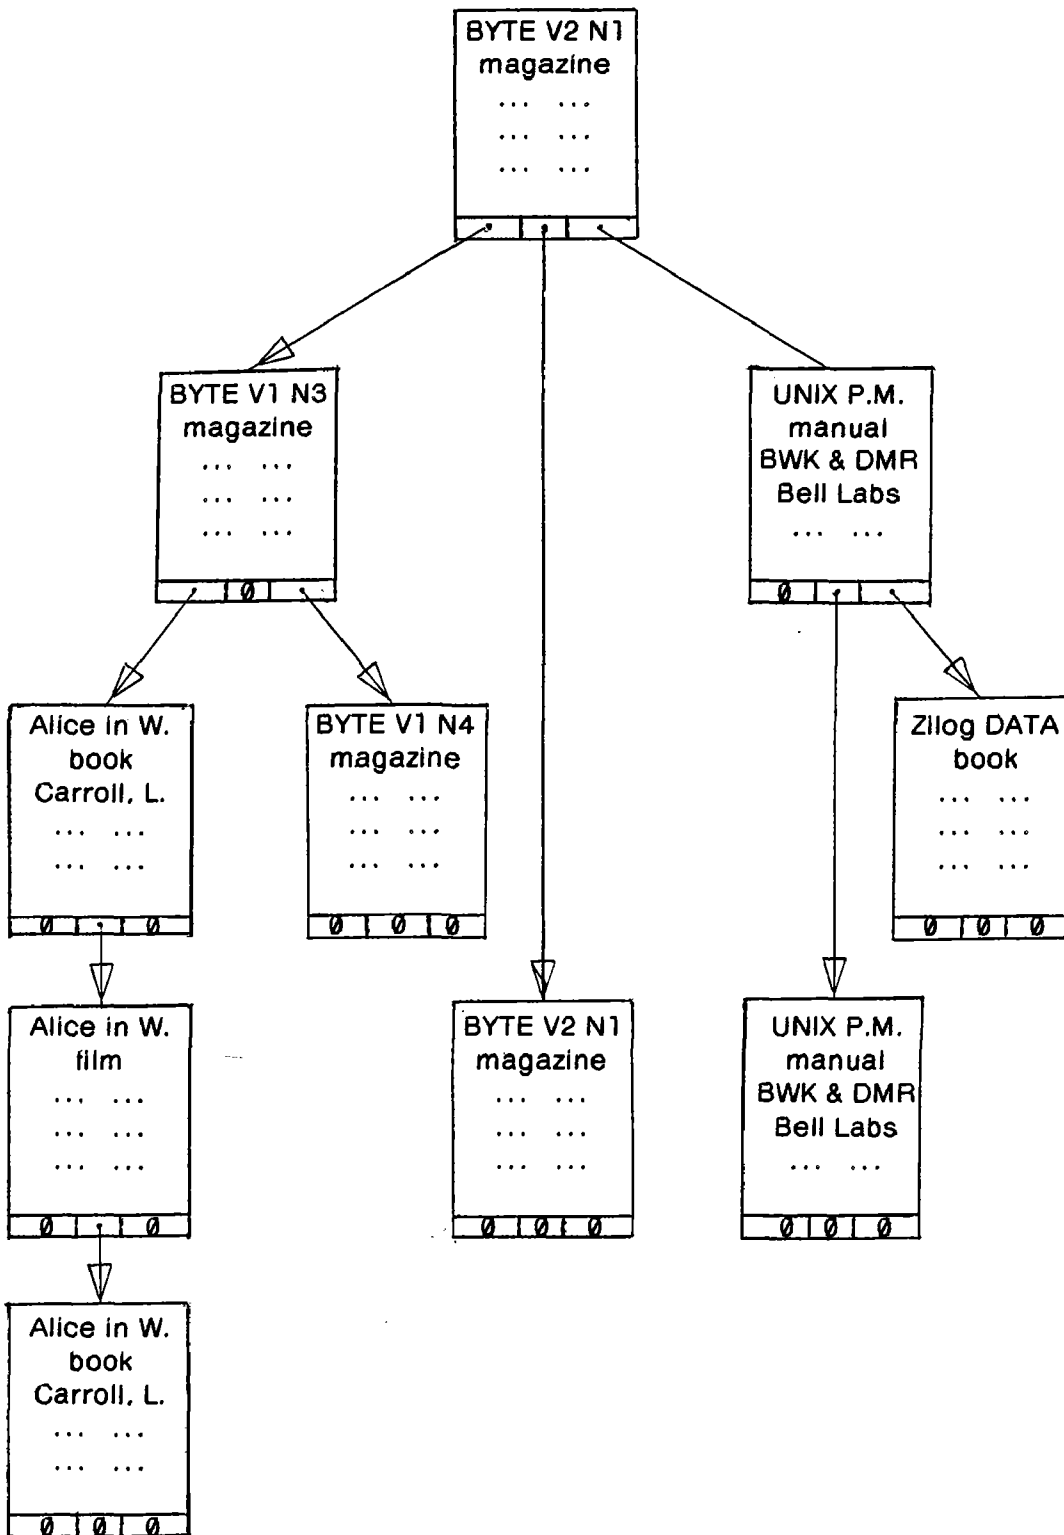 BYTE V2 N1
magazine
... ...
... ...
... ...
BYTE V1 N3
magazine
... ...
... ...
... ...
Ø
UNIX P.M.
manual
BWK & DMR
Bell Labs
... ...
Ø
Alice in W.
book
Carroll, L.
... ...
... ...
Ø Ø
BYTE V1 N4
magazine
... ...
... ...
... ...
Ø Ø Ø
Zilog DATA
book
... ...
... ...
... ...
Ø Ø Ø
Alice in W.
film
... ...
... ...
... ...
Ø Ø
BYTE V2 N1
magazine
... ...
... ...
... ...
Ø Ø Ø
UNIX P.M.
manual
BWK & DMR
Bell Labs
... ...
Ø Ø Ø
Alice in W.
book
Carroll, L.
... ...
... ...
Ø Ø Ø